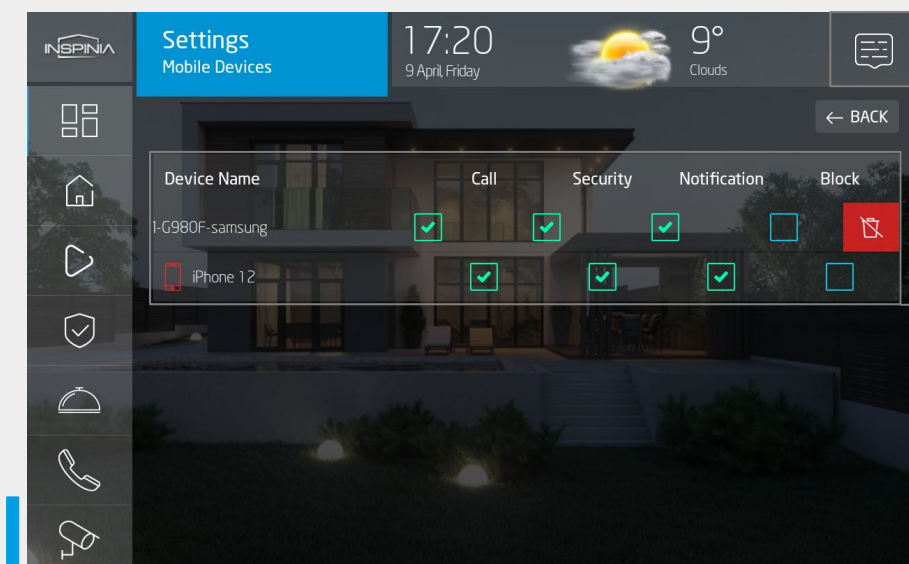 INSPINIA
Settings
Mobile Devices
17:20
9 April, Friday
9°
Clouds
← BACK
Device Name Call Security Notification Block
1-G980F-samsung
iPhone 12